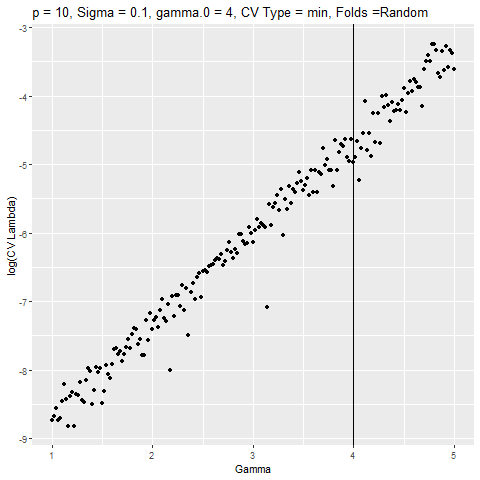 p = 10, Sigma = 0.1, gamma.0 = 4, CV Type = min, Folds =Random
-3
-4
-5
-6
-7
-8
-9
log(CV Lambda)
1 2 3 4 5
Gamma